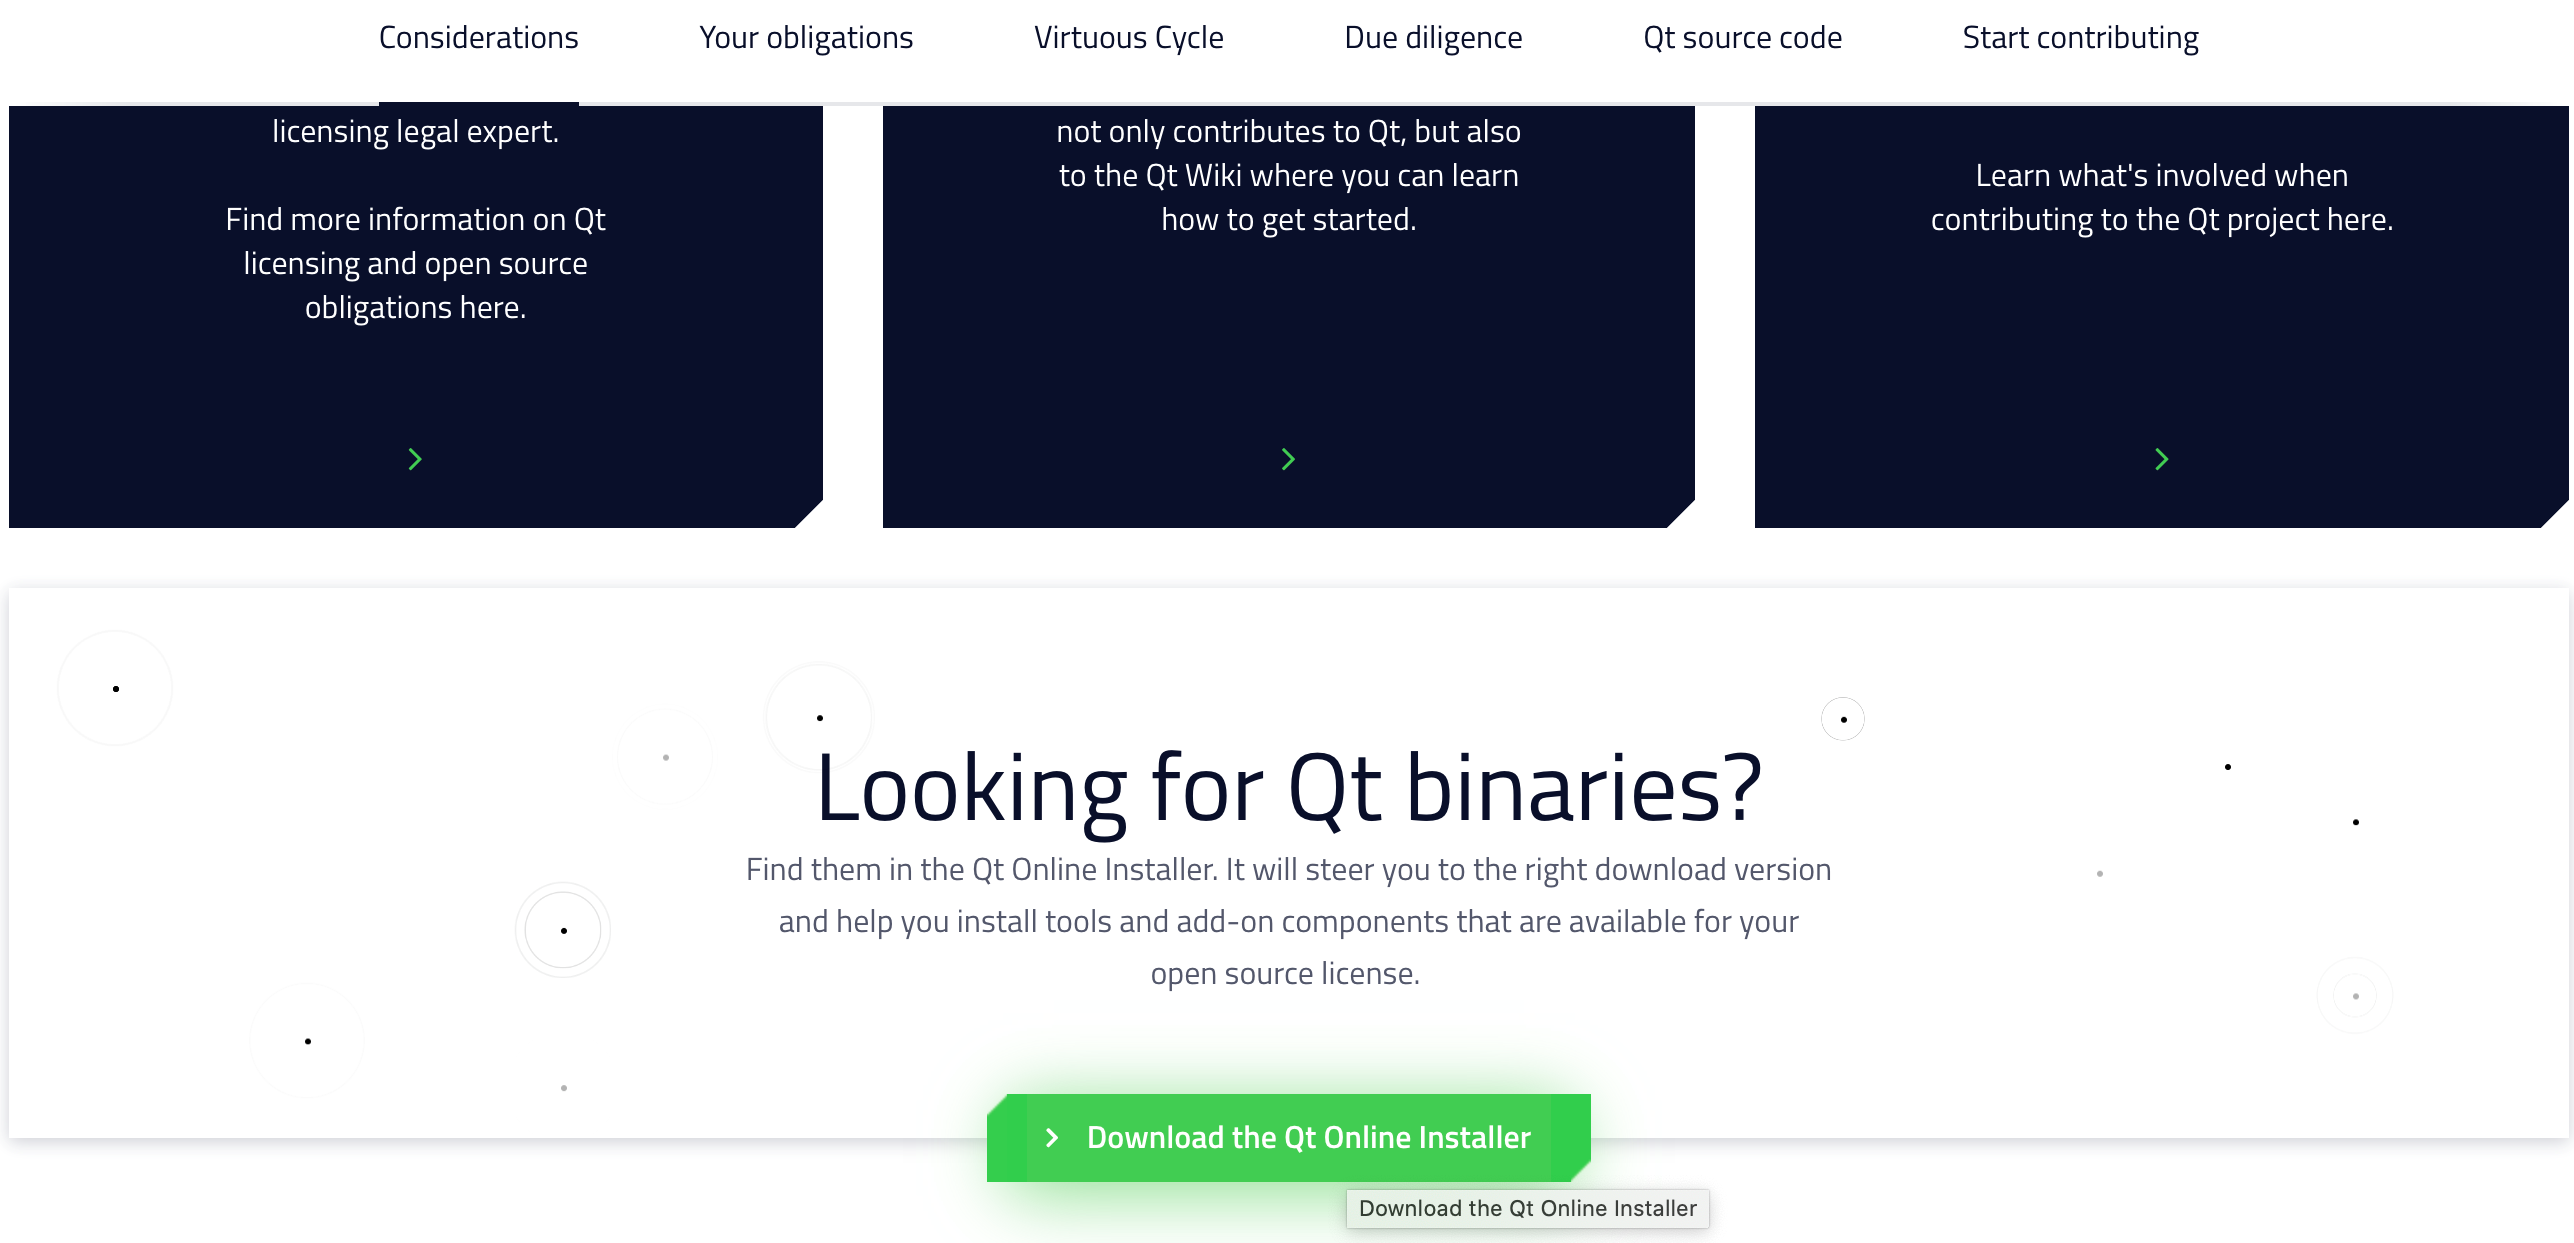 Considerations
Your obligations
Virtuous Cycle
Due diligence
Qt source code
Start contributing
licensing legal expert.
Find more information on Qt
licensing and open source
obligations here.
not only contributes to Qt, but also
to the Qt Wiki where you can learn
how to get started.
Learn what's involved when
contributing to the Qt project here.
Looking for Qt binaries?
Find them in the Qt Online Installer. It will steer you to the right download version
and help you install tools and add-on components that are available for your
open source license.
Download the Qt Online Installer
Download the Qt Online Installer